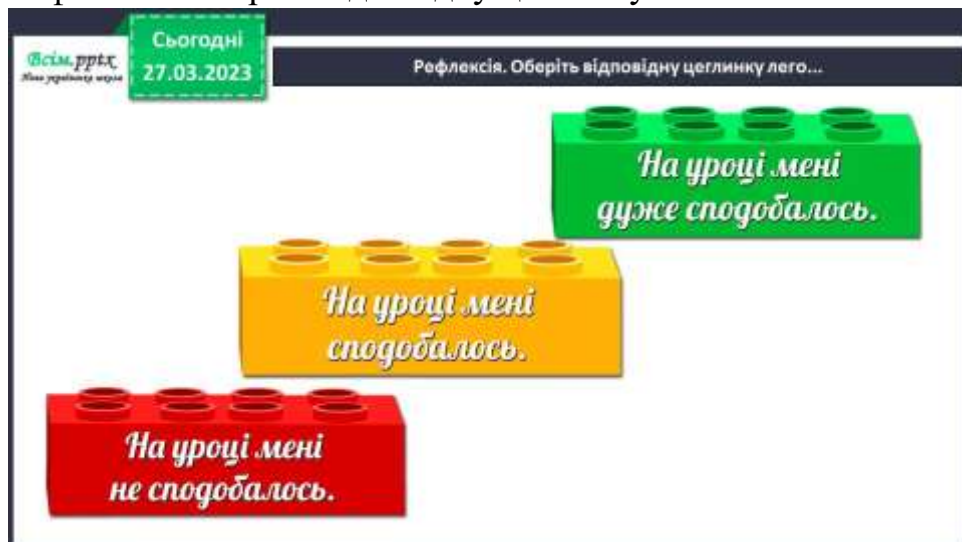 Всім.pptx
Нова українська школа
Сьогодні
27.03.2023
Рефлексія. Оберіть відповідну цеглинку лего...
На уроці мені
дуже сподобалось.
На уроці мені
сподобалось.
На уроці мені
не сподобалось.